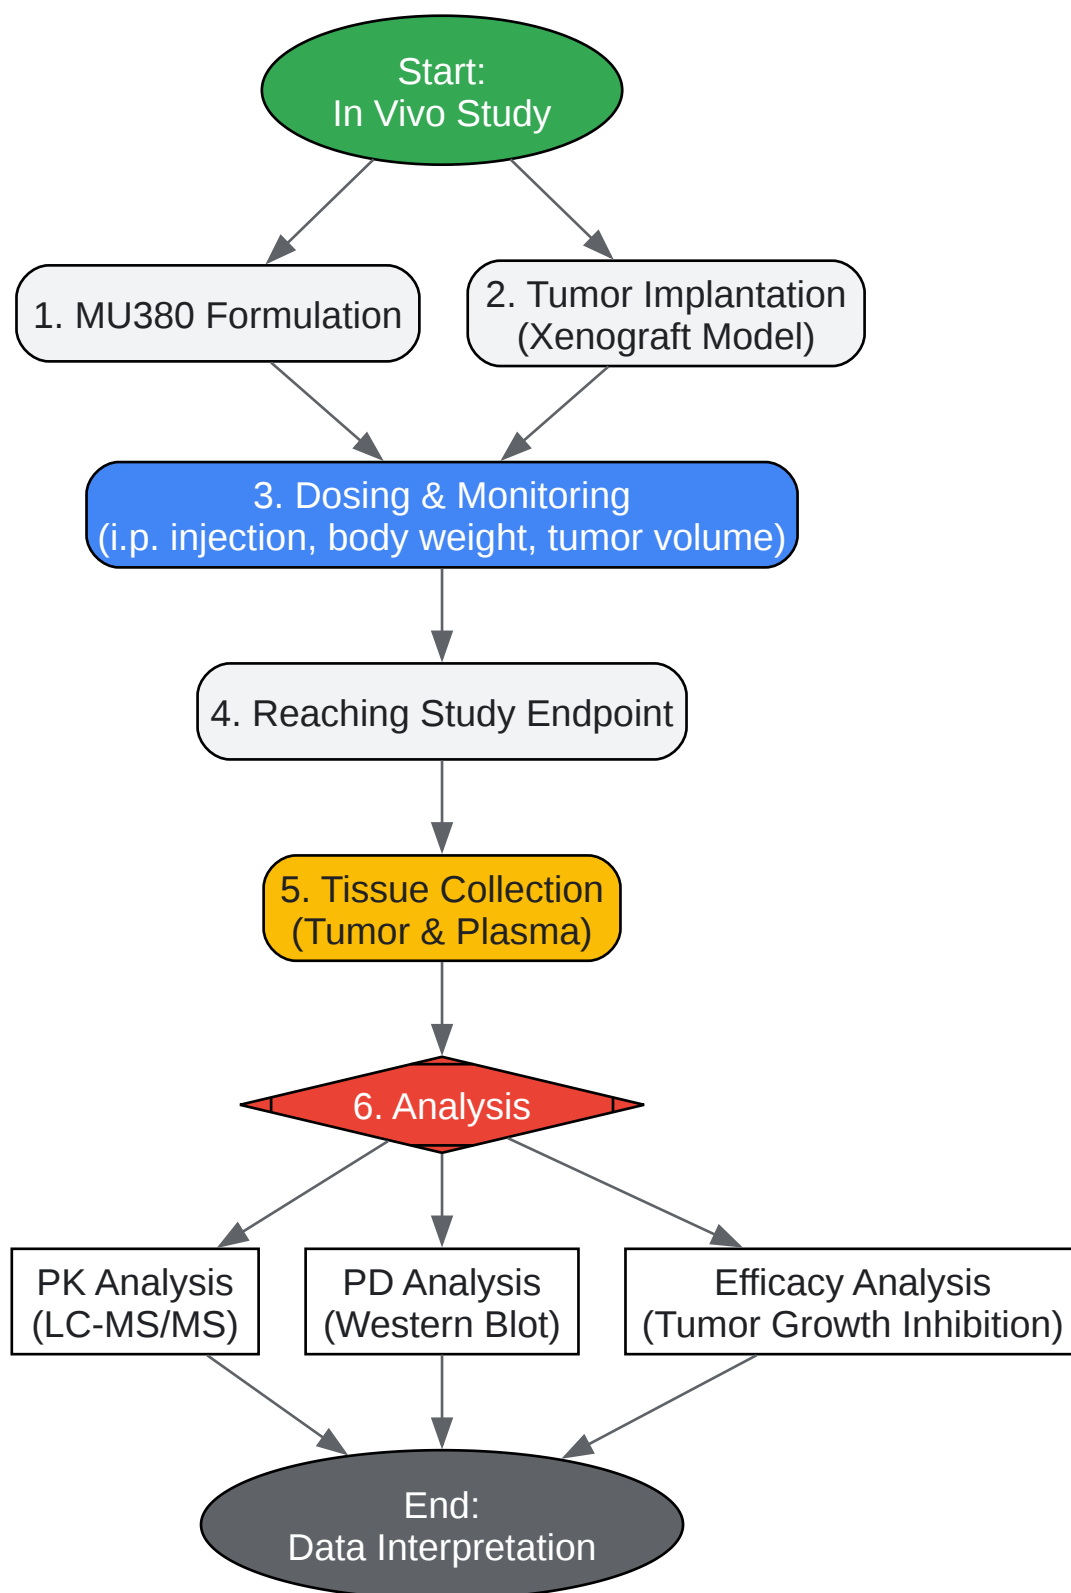 Start:
In Vivo Study
1. MU380 Formulation
2. Tumor Implantation
(Xenograft Model)
3. Dosing & Monitoring
(i.p. injection, body weight, tumor volume)
4. Reaching Study Endpoint
5. Tissue Collection
(Tumor & Plasma)
6. Analysis
PK Analysis
(LC-MS/MS)
PD Analysis
(Western Blot)
Efficacy Analysis
(Tumor Growth Inhibition)
End:
Data Interpretation